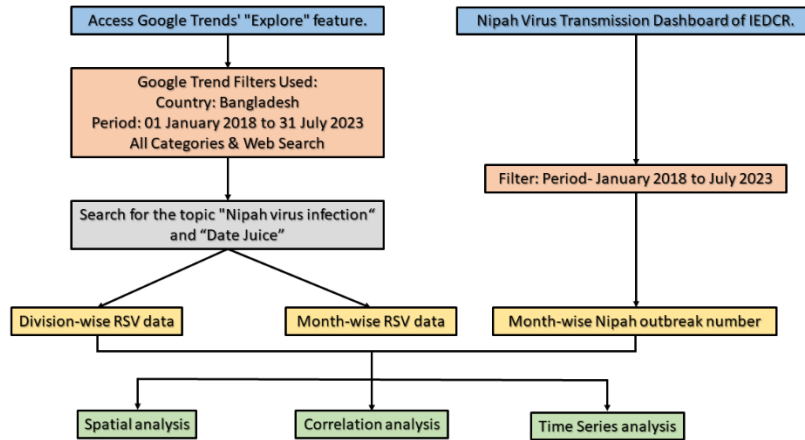 Access Google Trends' "Explore" feature.
Nipah Virus Transmission Dashboard of IEDCR.
Google Trend Filters Used:
Country: Bangladesh
Period: 01 January 2018 to 31 July 2023
All Categories & Web Search
Filter: Period- January 2018 to July 2023
Search for the topic "Nipah virus infection“
and “Date Juice”
Division-wise RSV data
Month-wise RSV data
Month-wise Nipah outbreak number
Spatial analysis
Correlation analysis
Time Series analysis